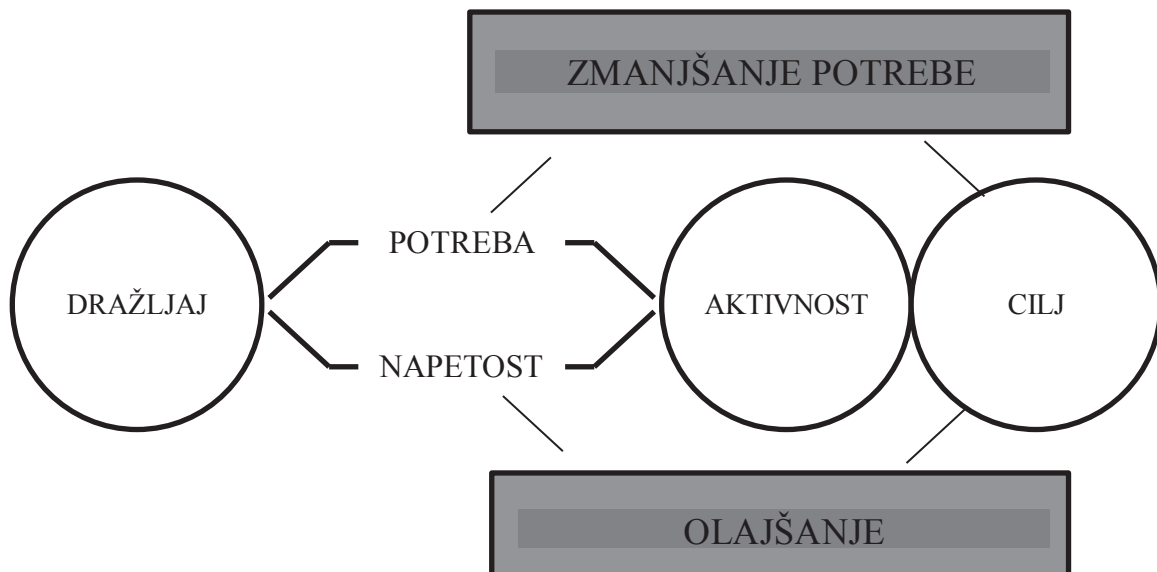 ZMANJŠANJE POTREBE
POTREBA
DRAŽLJAJ
AKTIVNOST
CILJ
NAPETOST
OLAJŠANJE